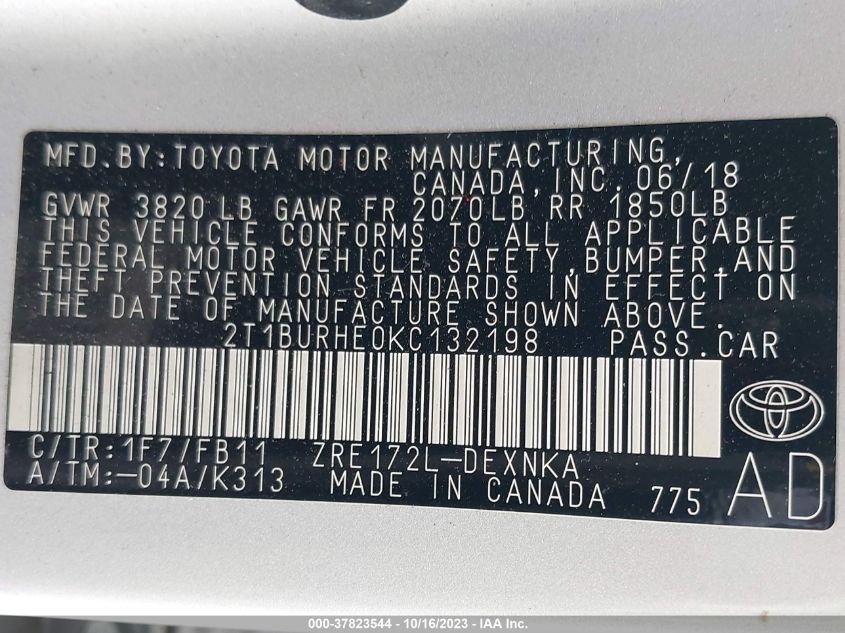 MFD.BY:TOYOTA MOTOR MANUFACTURING,
CANADA,INC. 06/18
GVWR 3820 LB GAWR FR 2070LB RR 1850LB
THIS VEHICLE CONFORMS TO ALL APPLICABLE
FEDERAL MOTOR VEHICLE SAFETY,BUMPER,AND
THEFT PREVENTION STANDARDS IN EFFECT ON
THE DATE OF MANUFACTURE SHOWN ABOVE.
2T1BURHE0KC132198 PASS.CAR
C/TR:1F7/FB11 ZRE172L-DEXNKA
A/TM:-04A/K313 MADE IN CANADA 775 AD
000-37823544 - 10/16/2023 - © IAA Inc.